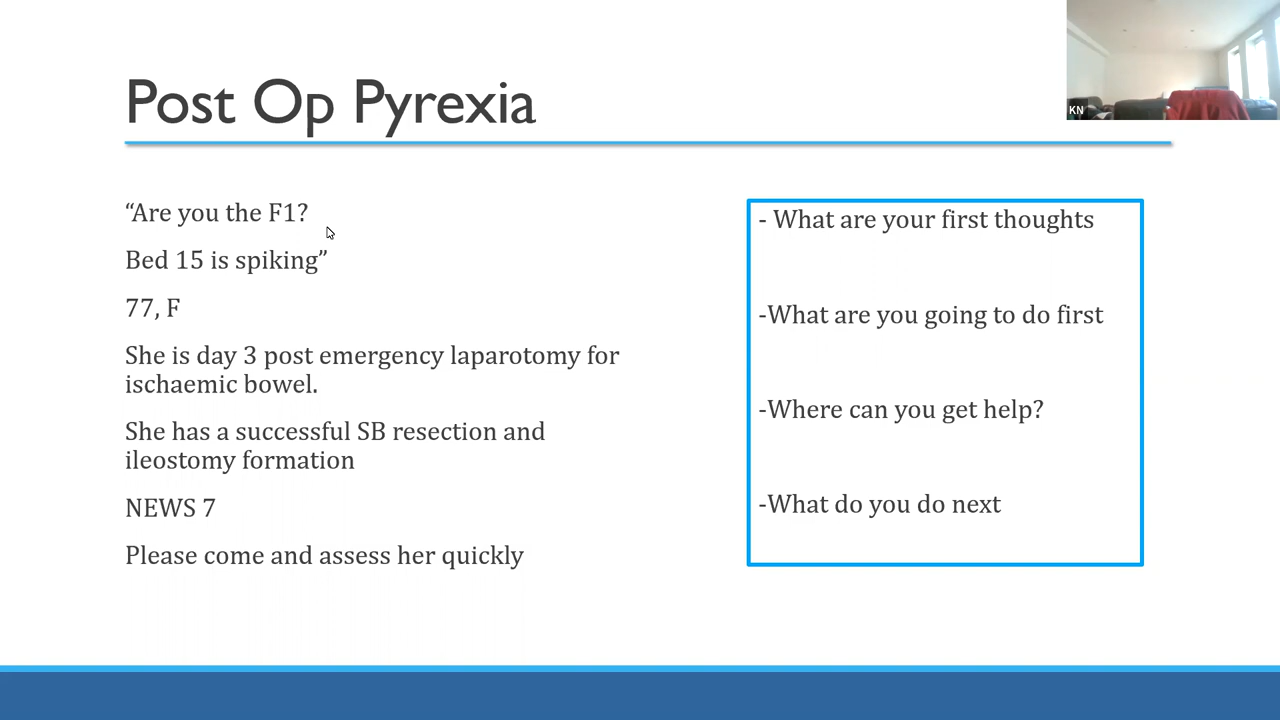 Post Op Pyrexia
KN
“Are you the F1?
Bed 15 is spiking”
77, F
She is day 3 post emergency laparotomy for
ischaemic bowel.
She has a successful SB resection and
ileostomy formation
NEWS 7
Please come and assess her quickly
- What are your first thoughts
-What are you going to do first
-Where can you get help?
-What do you do next